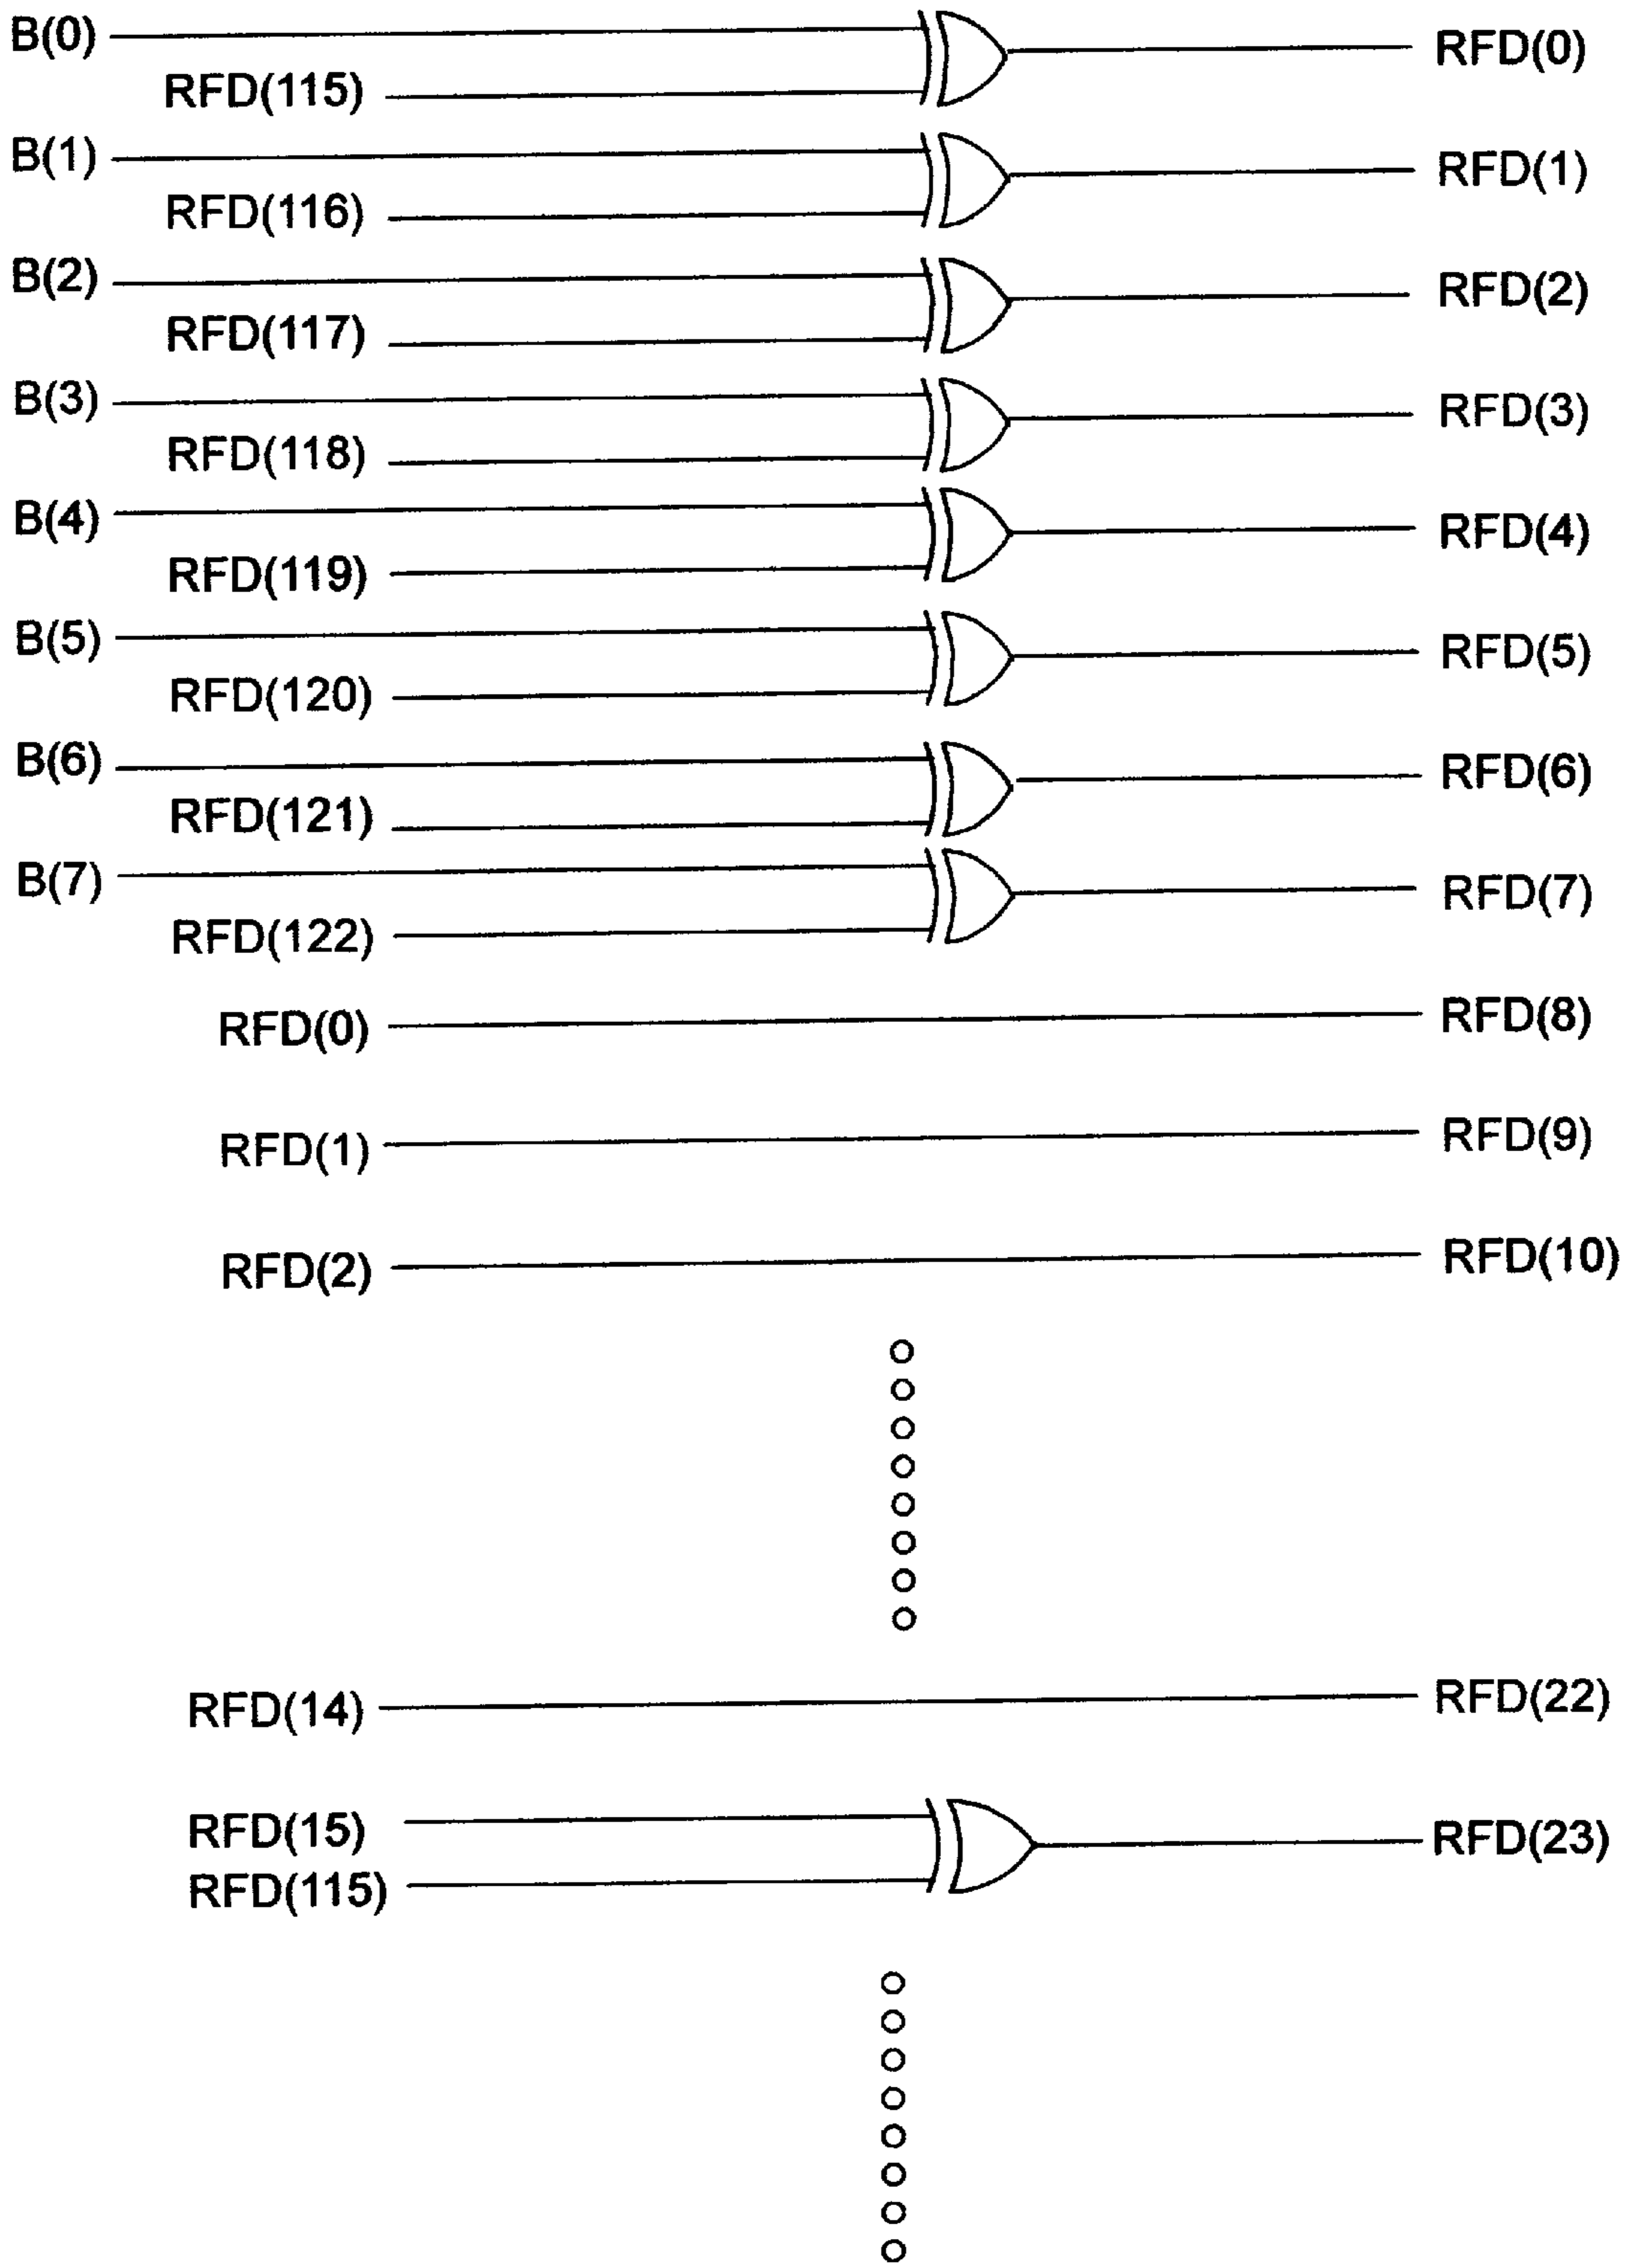 B(0) RFD(0)
RFD(115)
B(1) RFD(1)
RFD(116)
B(2) RFD(2)
RFD(117)
B(3) RFD(3)
RFD(118)
B(4) RFD(4)
RFD(119)
B(5) RFD(5)
RFD(120)
B(6) RFD(6)
RFD(121)
B(7) RFD(7)
RFD(122)
RFD(0) RFD(8)
RFD(1) RFD(9)
RFD(2) RFD(10)
RFD(14) RFD(22)
RFD(15) RFD(23)
RFD(115)